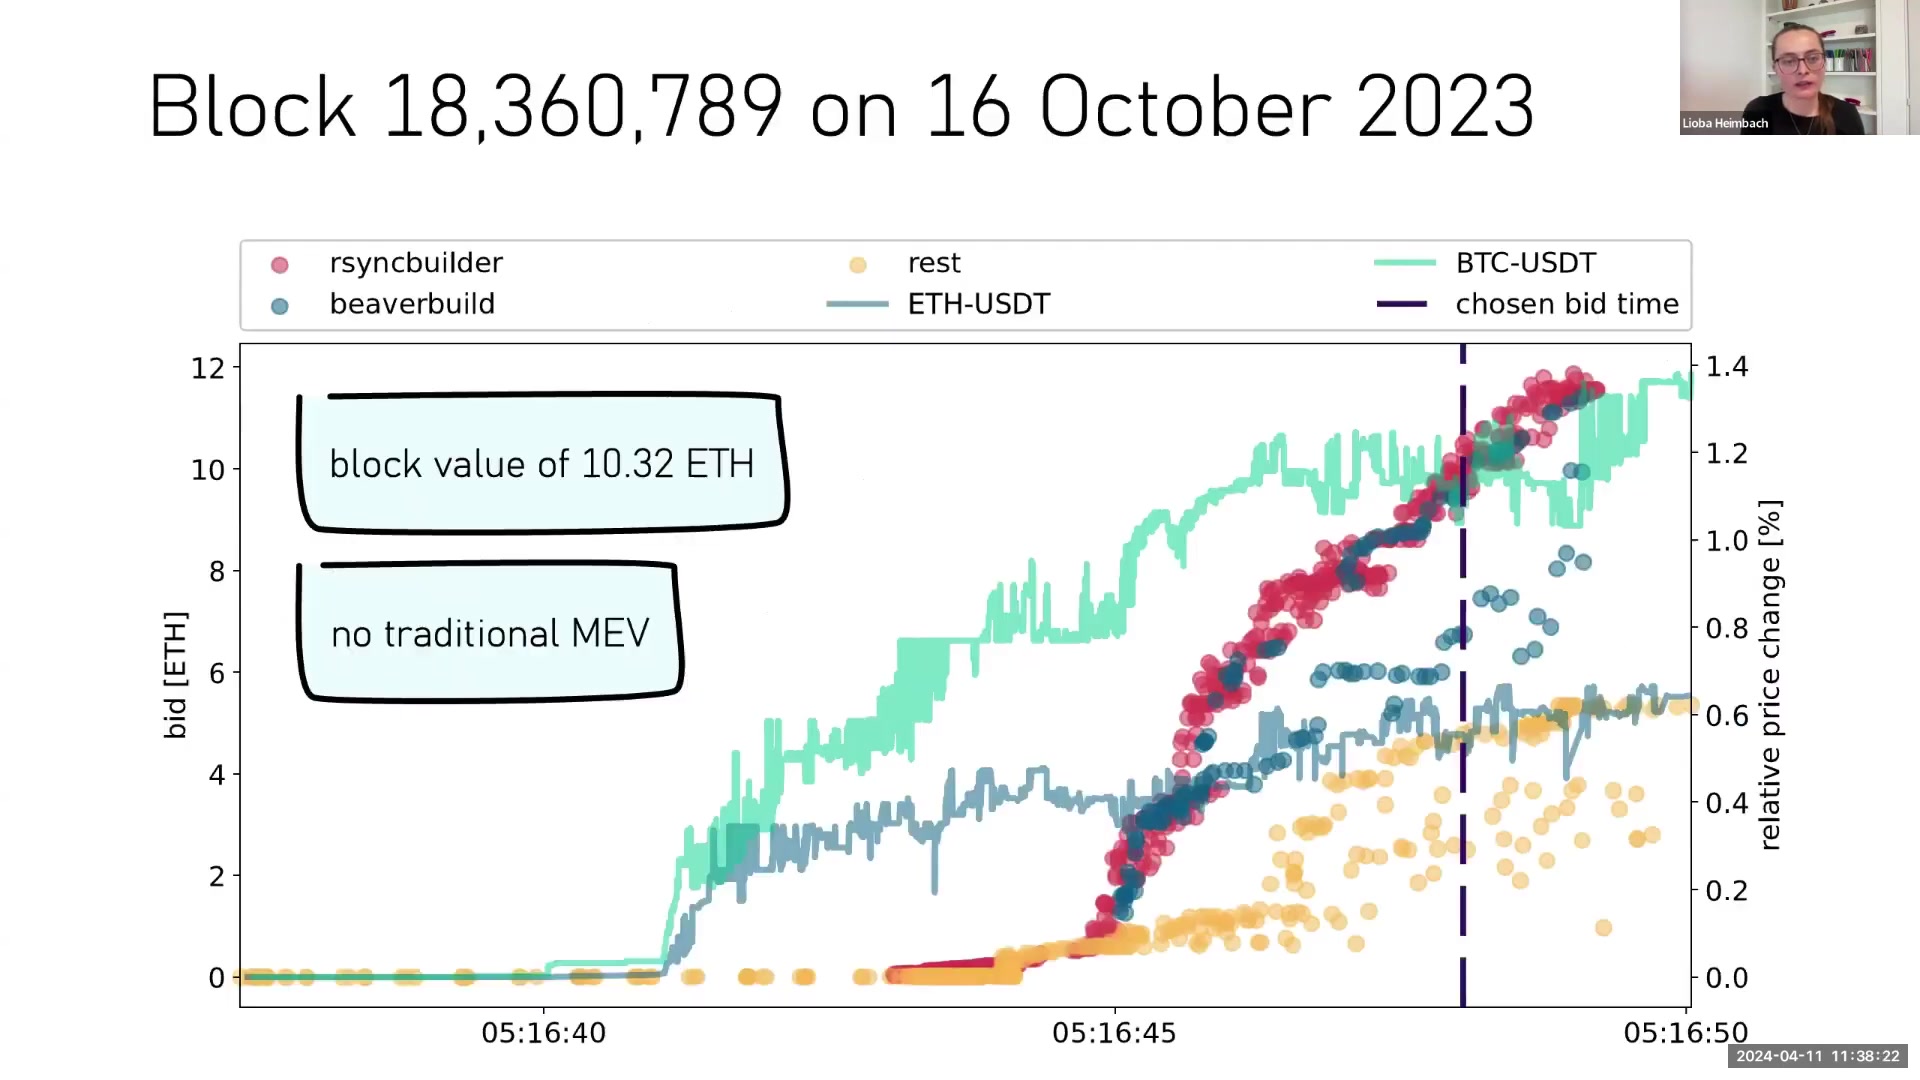 Block 18,360,789 on 16 October 2023
Lioba Heimbach
rsyncbuilder
beaverbuild
rest
ETH-USDT
BTC-USDT
chosen bid time
block value of 10.32 ETH
no traditional MEV
bid [ETH]
12
10
8
6
4
2
0
1.4
1.2
1.0
0.8
0.6
0.4
0.2
0.0
relative price change [%]
05:16:40
05:16:45
05:16:50
2024-04-11 11:38:22